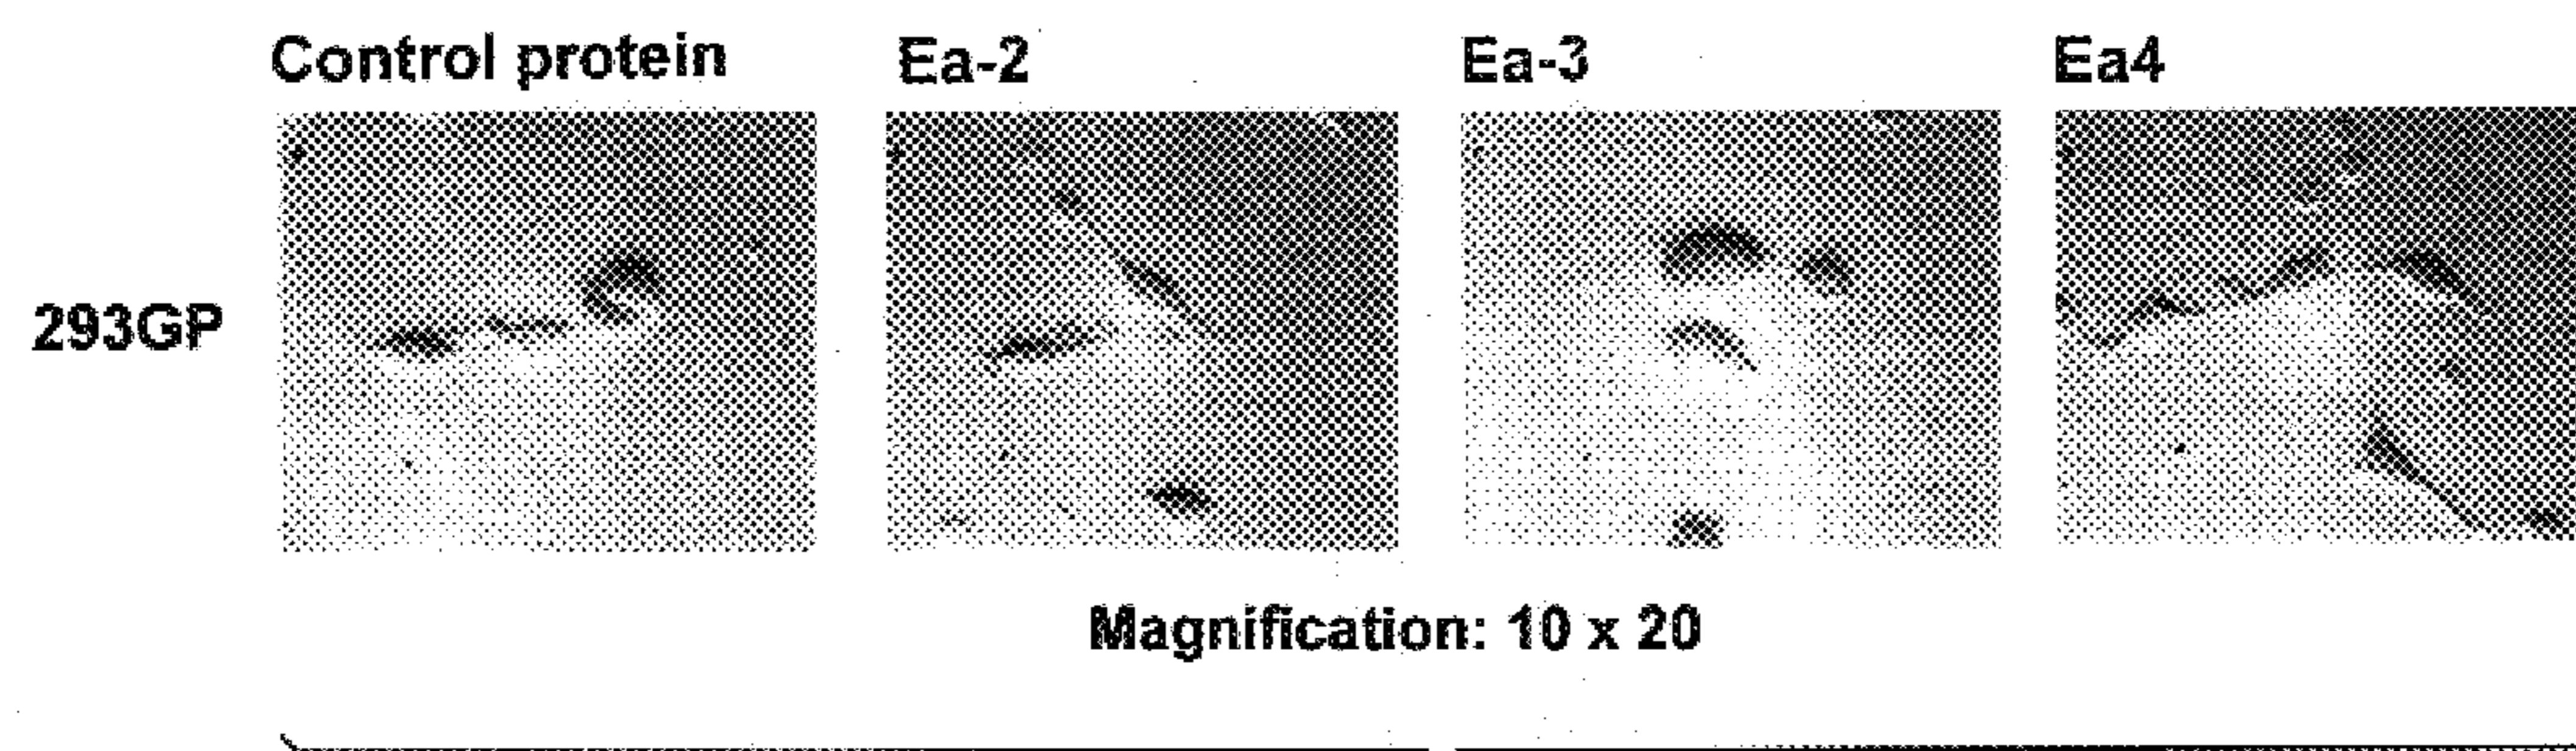 Control protein Ea-2 Ea-3 Ea4
293GP
Magnification: 10 x 20